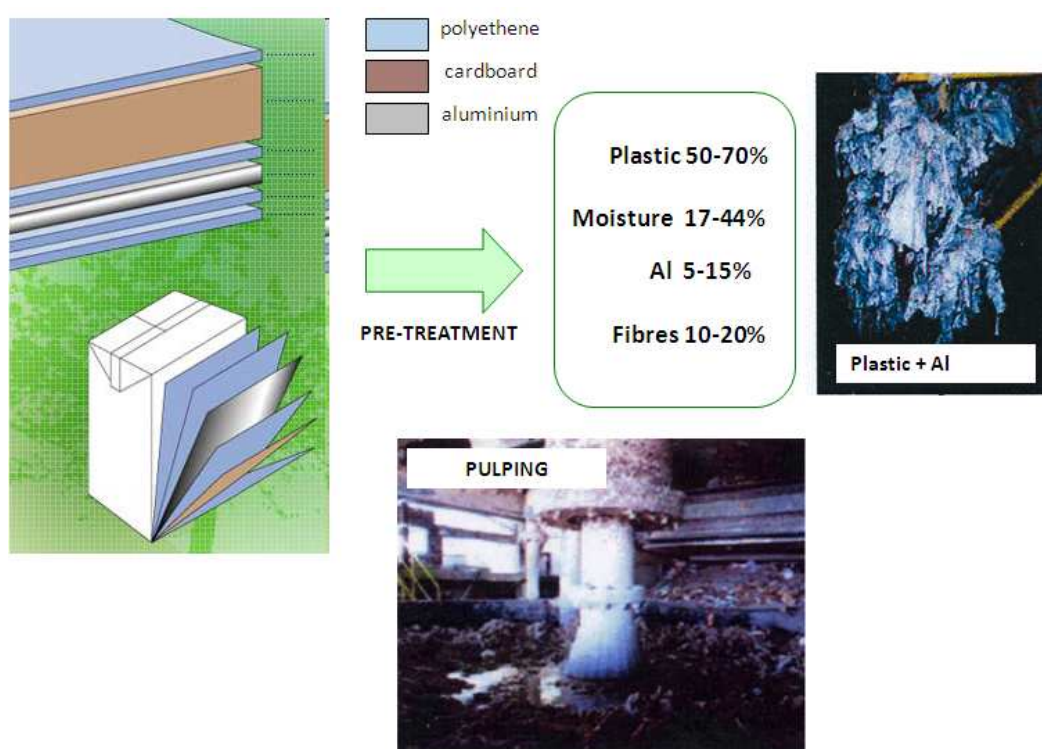 polyethene
cardboard
aluminium
Plastic 50-70%
Moisture 17-44%
Al 5-15%
Fibres 10-20%
PRE-TREATMENT
Plastic + Al
PULPING